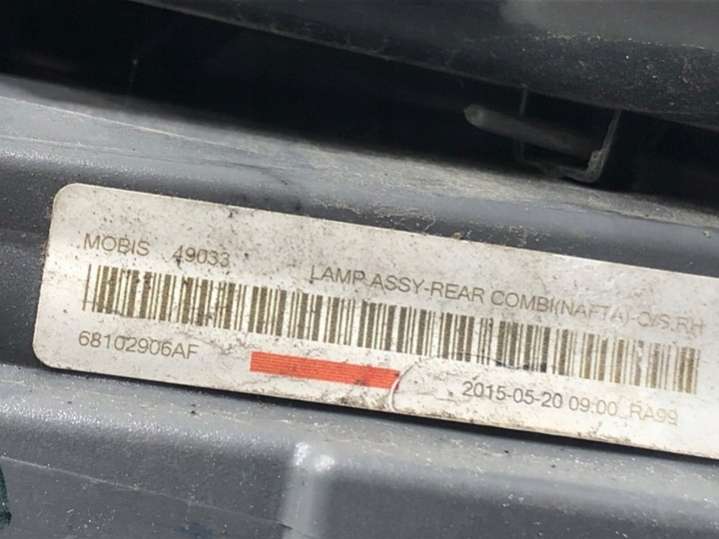 MOBIS 49033 LAMP ASSY-REAR COMBI(NAFTA)-O/S,RH
68102906AF 2015-05-20 09:00 RA99